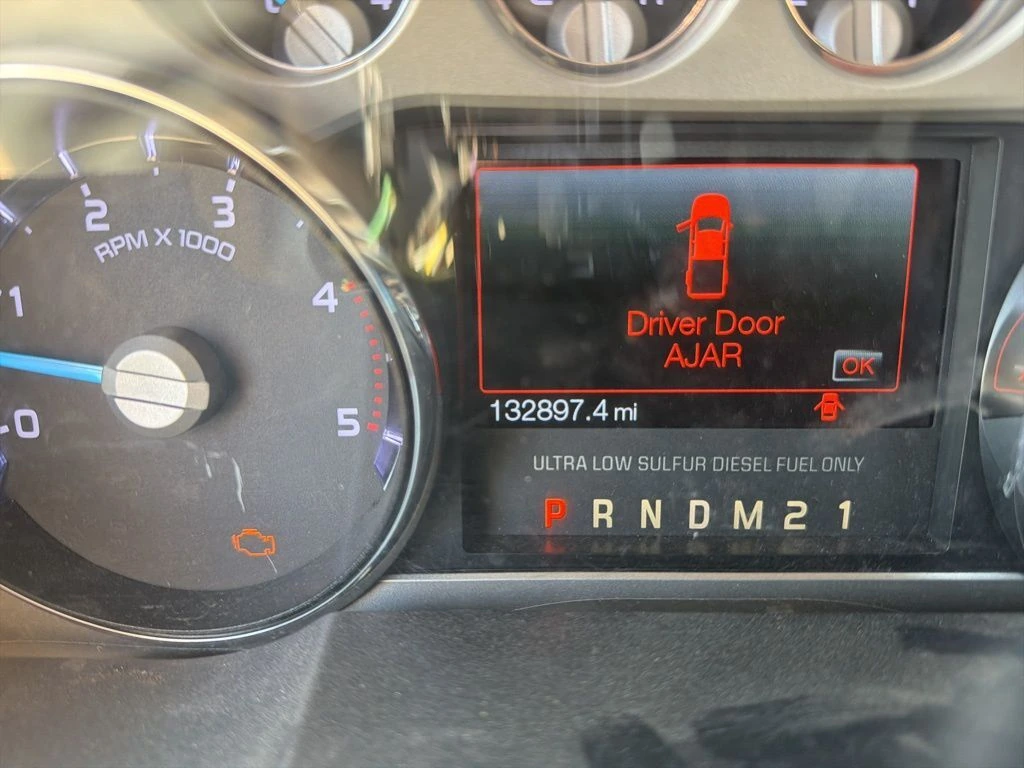 4
2
3
RPM X 1000
1
4
0
5
Driver Door
AJAR
OK
132897.4 mi
ULTRA LOW SULFUR DIESEL FUEL ONLY
P R N D M 2 1